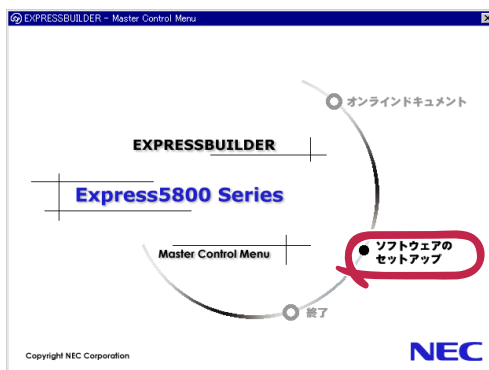 EXPRESSBUILDER - Master Control Menu
オンラインドキュメント
EXPRESSBUILDER
Express5800 Series
ソフトウェアの
セットアップ
Master Control Menu
終了
Copyright NEC Corporation
NEC